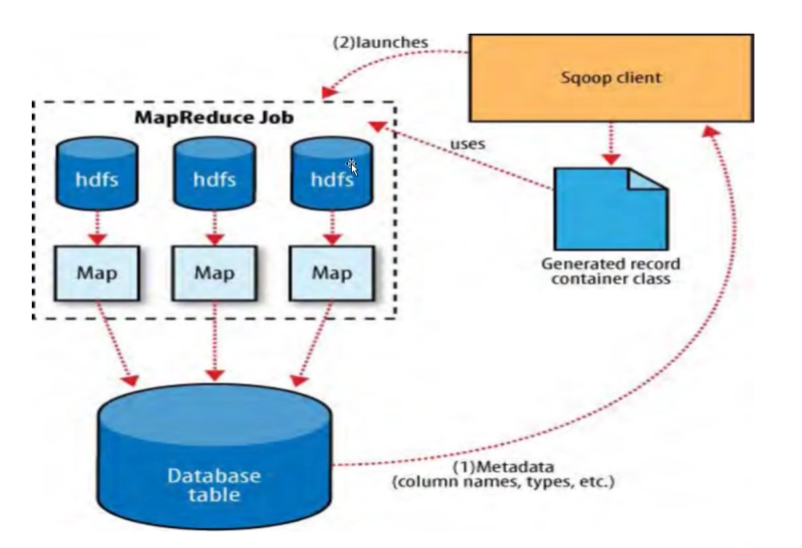 (2)launches
Sqoop client
MapReduce Job
uses
hdfs
hdfs
hdfs
Map
Map
Map
Generated record
container class
Database
table
(1)Metadata
(column names, types, etc.)